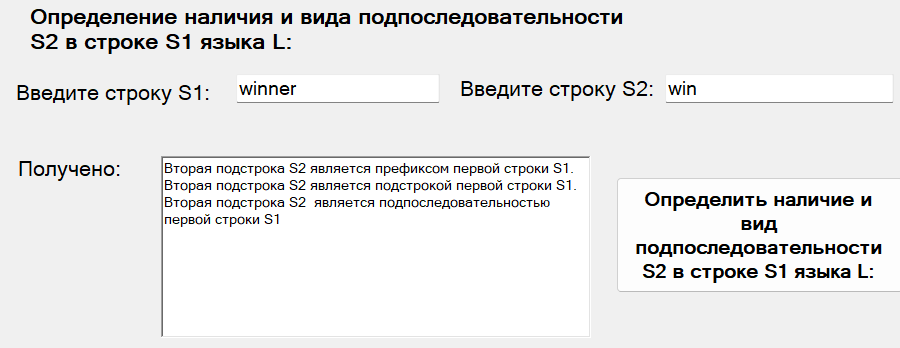 Определение наличия и вида подпоследовательности
S2 в строке S1 языка L:
Введите строку S1:
winner
Введите строку S2:
win
Получено:
Вторая подстрока S2 является префиксом первой строки S1.
Вторая подстрока S2 является подстрокой первой строки S1.
Вторая подстрока S2  является подпоследовательностью
первой строки S1
Определить наличие и
вид
подпоследовательности
S2 в строке S1 языка L: